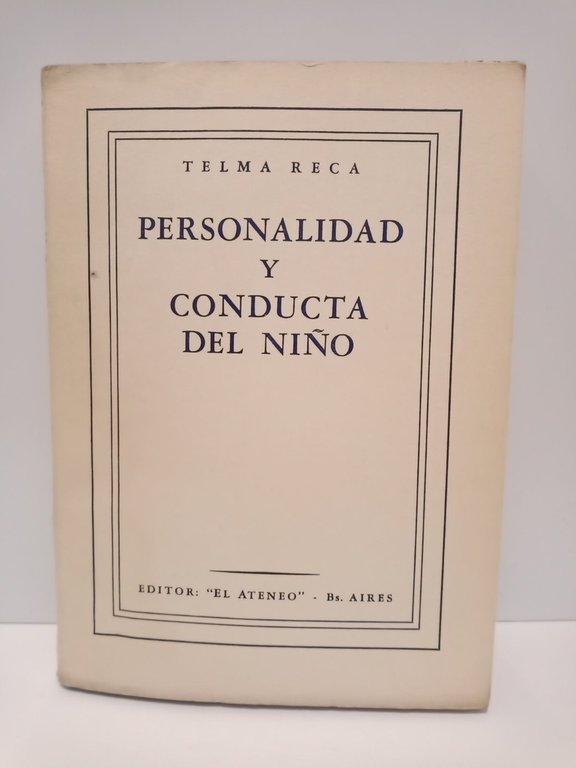 TELMA RECA
PERSONALIDAD
Y
CONDUCTA
DEL NIÑO
EDITOR: "EL ATENEO" - Bs. AIRES